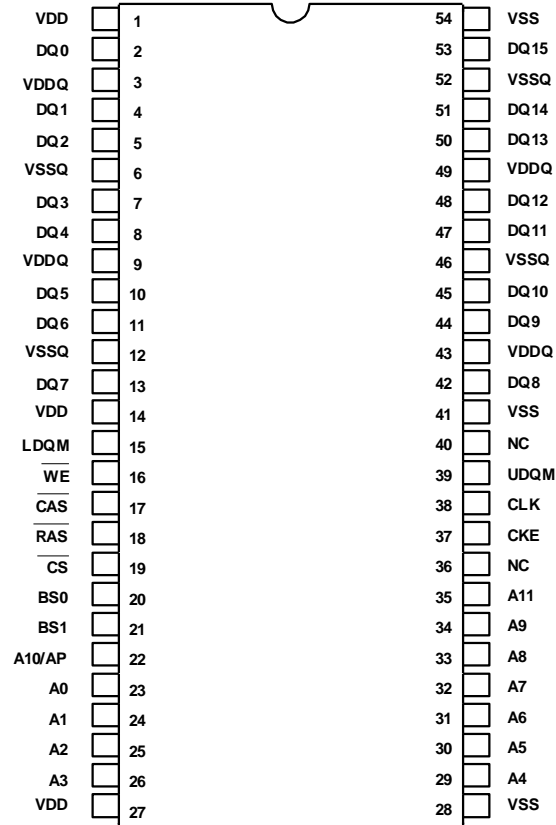 VDD 1 54 VSS
DQ0 2 53 DQ15
VDDQ 3 52 VSSQ
DQ1 4 51 DQ14
DQ2 5 50 DQ13
VSSQ 6 49 VDDQ
DQ3 7 48 DQ12
DQ4 8 47 DQ11
VDDQ 9 46 VSSQ
DQ5 10 45 DQ10
DQ6 11 44 DQ9
VSSQ 12 43 VDDQ
DQ7 13 42 DQ8
VDD 14 41 VSS
LDQM 15 40 NC
W̅E̅ 16 39 UDQM
C̅A̅S̅ 17 38 CLK
R̅A̅S̅ 18 37 CKE
C̅S̅ 19 36 NC
BS0 20 35 A11
BS1 21 34 A9
A10/AP 22 33 A8
A0 23 32 A7
A1 24 31 A6
A2 25 30 A5
A3 26 29 A4
VDD 27 28 VSS